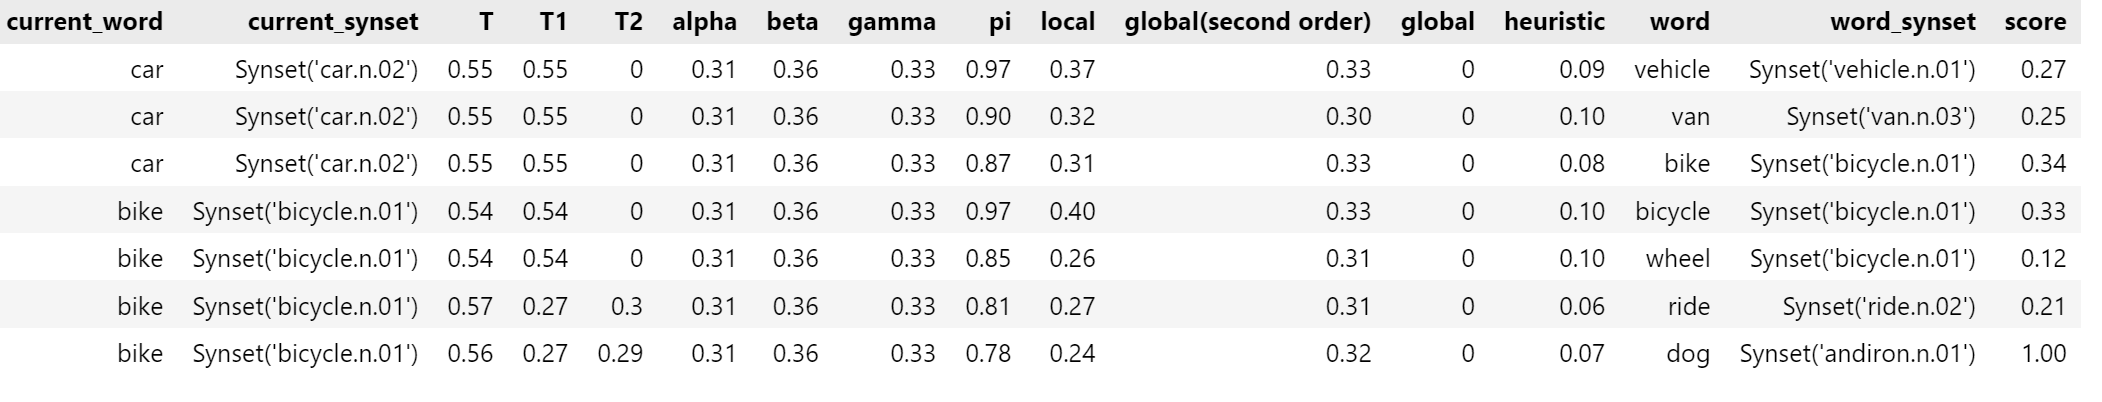 current_word current_synset T T1 T2 alpha beta gamma pi local global(second order) global heuristic word word_synset score
car Synset('car.n.02') 0.55 0.55 0 0.31 0.36 0.33 0.97 0.37 0.33 0 0.09 vehicle Synset('vehicle.n.01') 0.27
car Synset('car.n.02') 0.55 0.55 0 0.31 0.36 0.33 0.90 0.32 0.30 0 0.10 van Synset('van.n.03') 0.25
car Synset('car.n.02') 0.55 0.55 0 0.31 0.36 0.33 0.87 0.31 0.33 0 0.08 bike Synset('bicycle.n.01') 0.34
bike Synset('bicycle.n.01') 0.54 0.54 0 0.31 0.36 0.33 0.97 0.40 0.33 0 0.10 bicycle Synset('bicycle.n.01') 0.33
bike Synset('bicycle.n.01') 0.54 0.54 0 0.31 0.36 0.33 0.85 0.26 0.31 0 0.10 wheel Synset('bicycle.n.01') 0.12
bike Synset('bicycle.n.01') 0.57 0.27 0.3 0.31 0.36 0.33 0.81 0.27 0.31 0 0.06 ride Synset('ride.n.02') 0.21
bike Synset('bicycle.n.01') 0.56 0.27 0.29 0.31 0.36 0.33 0.78 0.24 0.32 0 0.07 dog Synset('andiron.n.01') 1.00